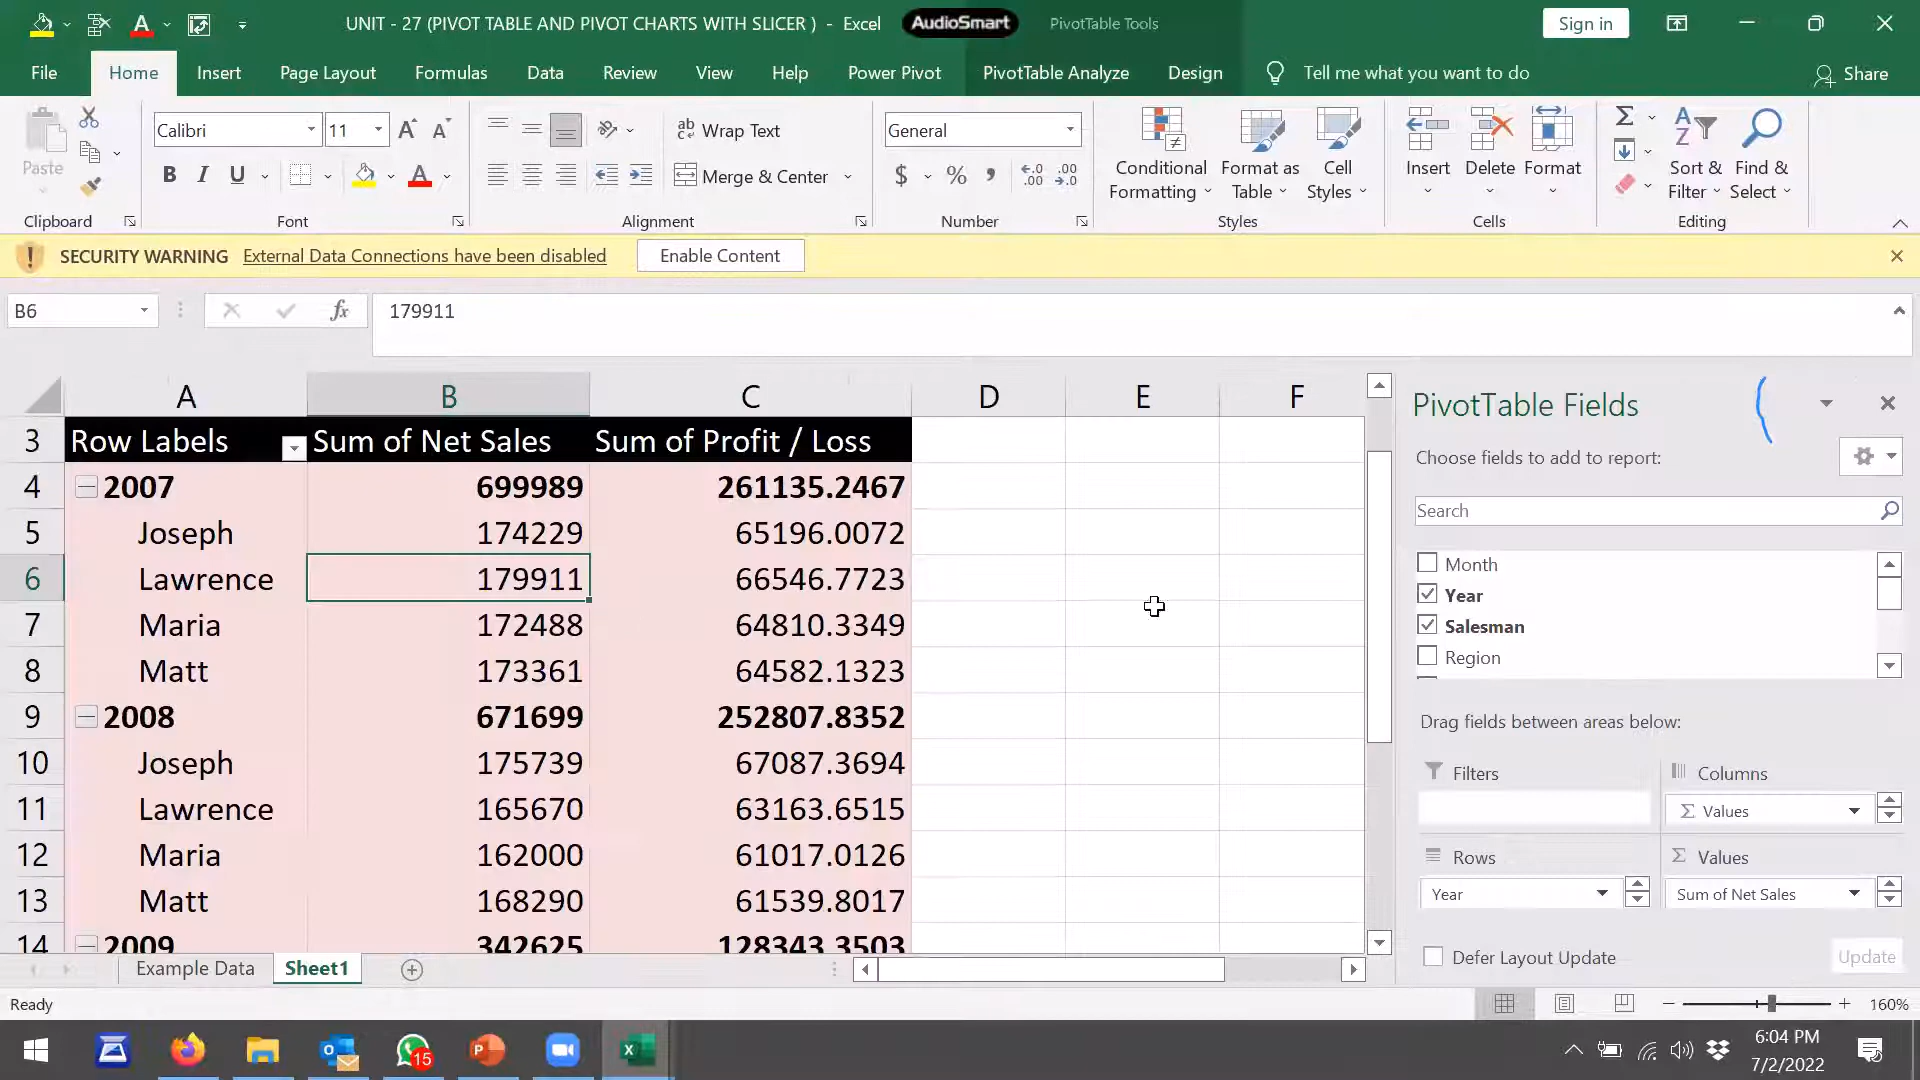 UNIT - 27 (PIVOT TABLE AND PIVOT CHARTS WITH SLICER ) - Excel AudioSmart PivotTable Tools Sign in
File Home Insert Page Layout Formulas Data Review View Help Power Pivot PivotTable Analyze Design Tell me what you want to do Share
Paste Calibri 11 Wrap Text General Conditional Formatting Format as Table Cell Styles Insert Delete Format Sort & Filter Find & Select
B I U Merge & Center $ %
Clipboard Font Alignment Number Styles Cells Editing
SECURITY WARNING External Data Connections have been disabled Enable Content
B6 fx 179911
A B C D E F
3 Row Labels Sum of Net Sales Sum of Profit / Loss
4 2007 699989 261135.2467
5 Joseph 174229 65196.0072
6 Lawrence 179911 66546.7723
7 Maria 172488 64810.3349
8 Matt 173361 64582.1323
9 2008 671699 252807.8352
10 Joseph 175739 67087.3694
11 Lawrence 165670 63163.6515
12 Maria 162000 61017.0126
13 Matt 168290 61539.8017
14 2009 342625 128343.3503
PivotTable Fields
Choose fields to add to report:
Search
Month
Year
Salesman
Region
Drag fields between areas below:
Filters Columns
Σ Values
Rows Σ Values
Year Sum of Net Sales
Defer Layout Update Update
Example Data Sheet1
Ready 160%
15 6:04 PM
7/2/2022